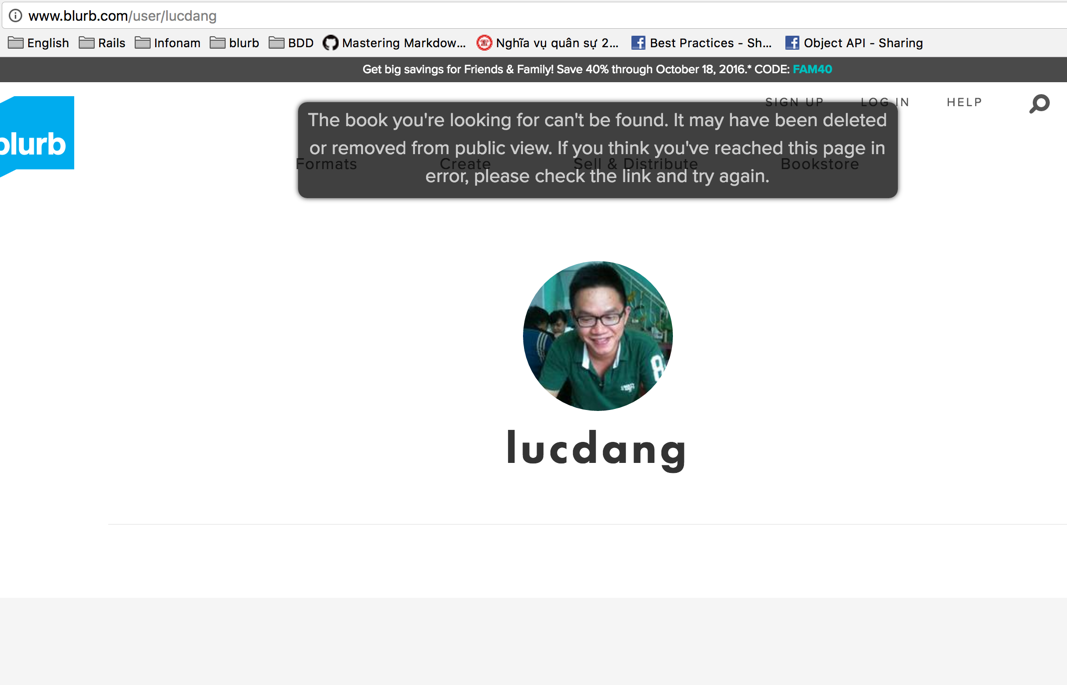 www.blurb.com/user/lucdang
English Rails Infonam blurb BDD Mastering Markdow... Nghĩa vụ quân sự 2... Best Practices - Sh... Object API - Sharing
Get big savings for Friends & Family! Save 40% through October 18, 2016.* CODE: FAM40
SIGN UP LOG IN HELP
blurb
The book you're looking for can't be found. It may have been deleted
or removed from public view. If you think you've reached this page in
Formats Create Sell & Distribute Bookstore
error, please check the link and try again.
lucdang